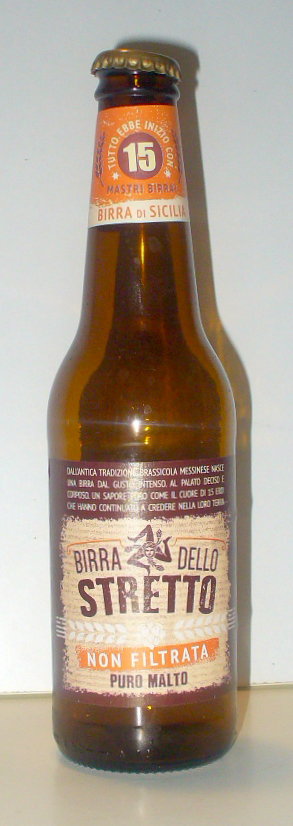 TUTTO EBBE INIZIO CON
15
MASTRI BIRRAI
BIRRA DI SICILIA
DALL'ANTICA TRADIZIONE BRASSICOLA MESSINESE NASCE
UNA BIRRA DAL GUSTO INTENSO. AL PALATO DECISO E
CORPOSO. UN SAPORE PURO COME IL CUORE DI 15 EROI
CHE HANNO CONTINUATO A CREDERE NELLA LORO TERRA
BIRRA DELLO
STRETTO
NON FILTRATA
PURO MALTO